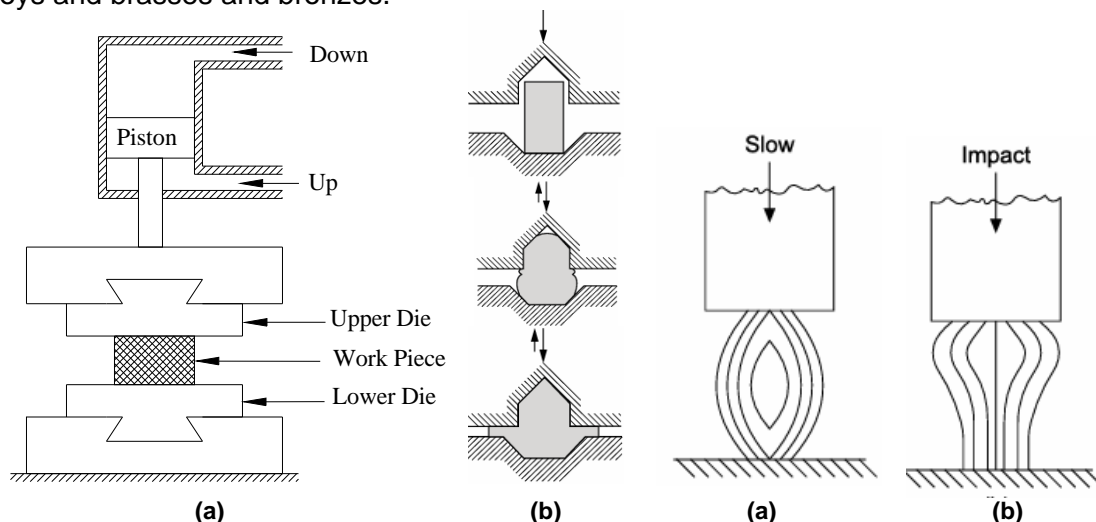 oys and brasses and bronzes.
Down
Piston
Up
Upper Die
Work Piece
Lower Die
Slow
Impact
(a)
(b)
(a)
(b)